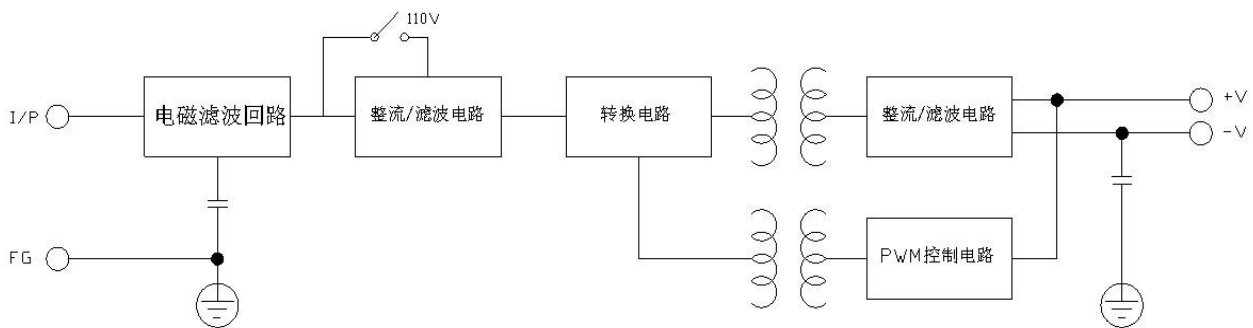 110V
I/P
电磁滤波回路
整流/滤波电路
转换电路
整流/滤波电路
+V
-V
FG
PWM控制电路